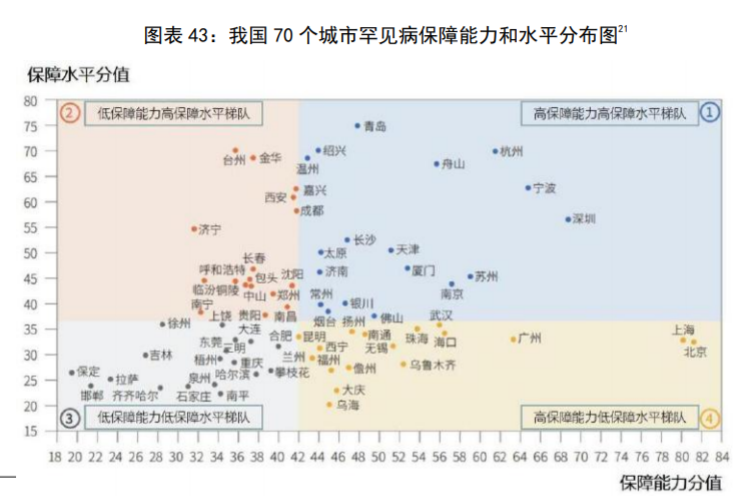 图表 43：我国 70 个城市罕见病保障能力和水平分布图21
保障水平分值
80
② 低保障能力高保障水平梯队 高保障能力高保障水平梯队 ①
75 青岛
70 台州 金华 绍兴 温州 舟山 杭州
65 西安 嘉兴 宁波
60 成都 深圳
55 济宁 长沙
50 太原 天津
长春 呼和浩特 包头 沈阳 济南 厦门 苏州
45 临汾 铜陵 中山 郑州 常州 银川 南京
40 南宁 上饶 贵阳 南昌 烟台 扬州 佛山 武汉
35 徐州 大连 合肥 昆明 南通 珠海 海口 广州 上海
东莞 三明 兰州 西宁 无锡 北京
30 吉林 梧州 重庆 福州 儋州 乌鲁木齐
25 保定 拉萨 泉州 哈尔滨 攀枝花 大庆
邯郸 齐齐哈尔 石家庄 南平 乌海
20
③ 低保障能力低保障水平梯队 高保障能力低保障水平梯队 ④
15
18 20 22 24 26 28 30 32 34 36 38 40 42 44 46 48 50 52 54 56 58 60 62 64 66 68 70 72 74 76 78 80 82 84
保障能力分值